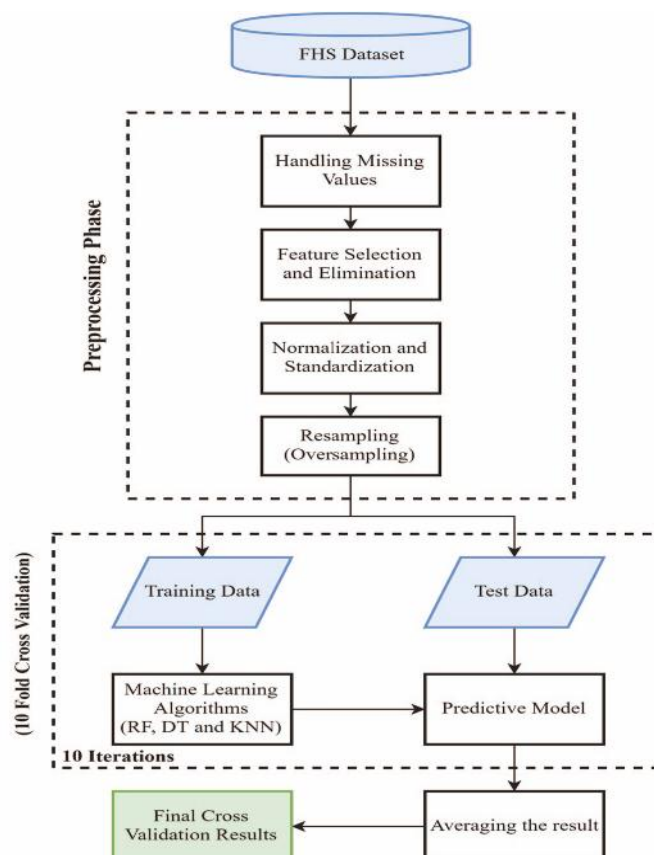 FHS Dataset
Preprocessing Phase
Handling Missing
Values
Feature Selection
and Elimination
Normalization and
Standardization
Resampling
(Oversampling)
(10 Fold Cross Validation)
Training Data
Test Data
Machine Learning
Algorithms
(RF, DT and KNN)
Predictive Model
10 Iterations
Final Cross
Validation Results
Averaging the result